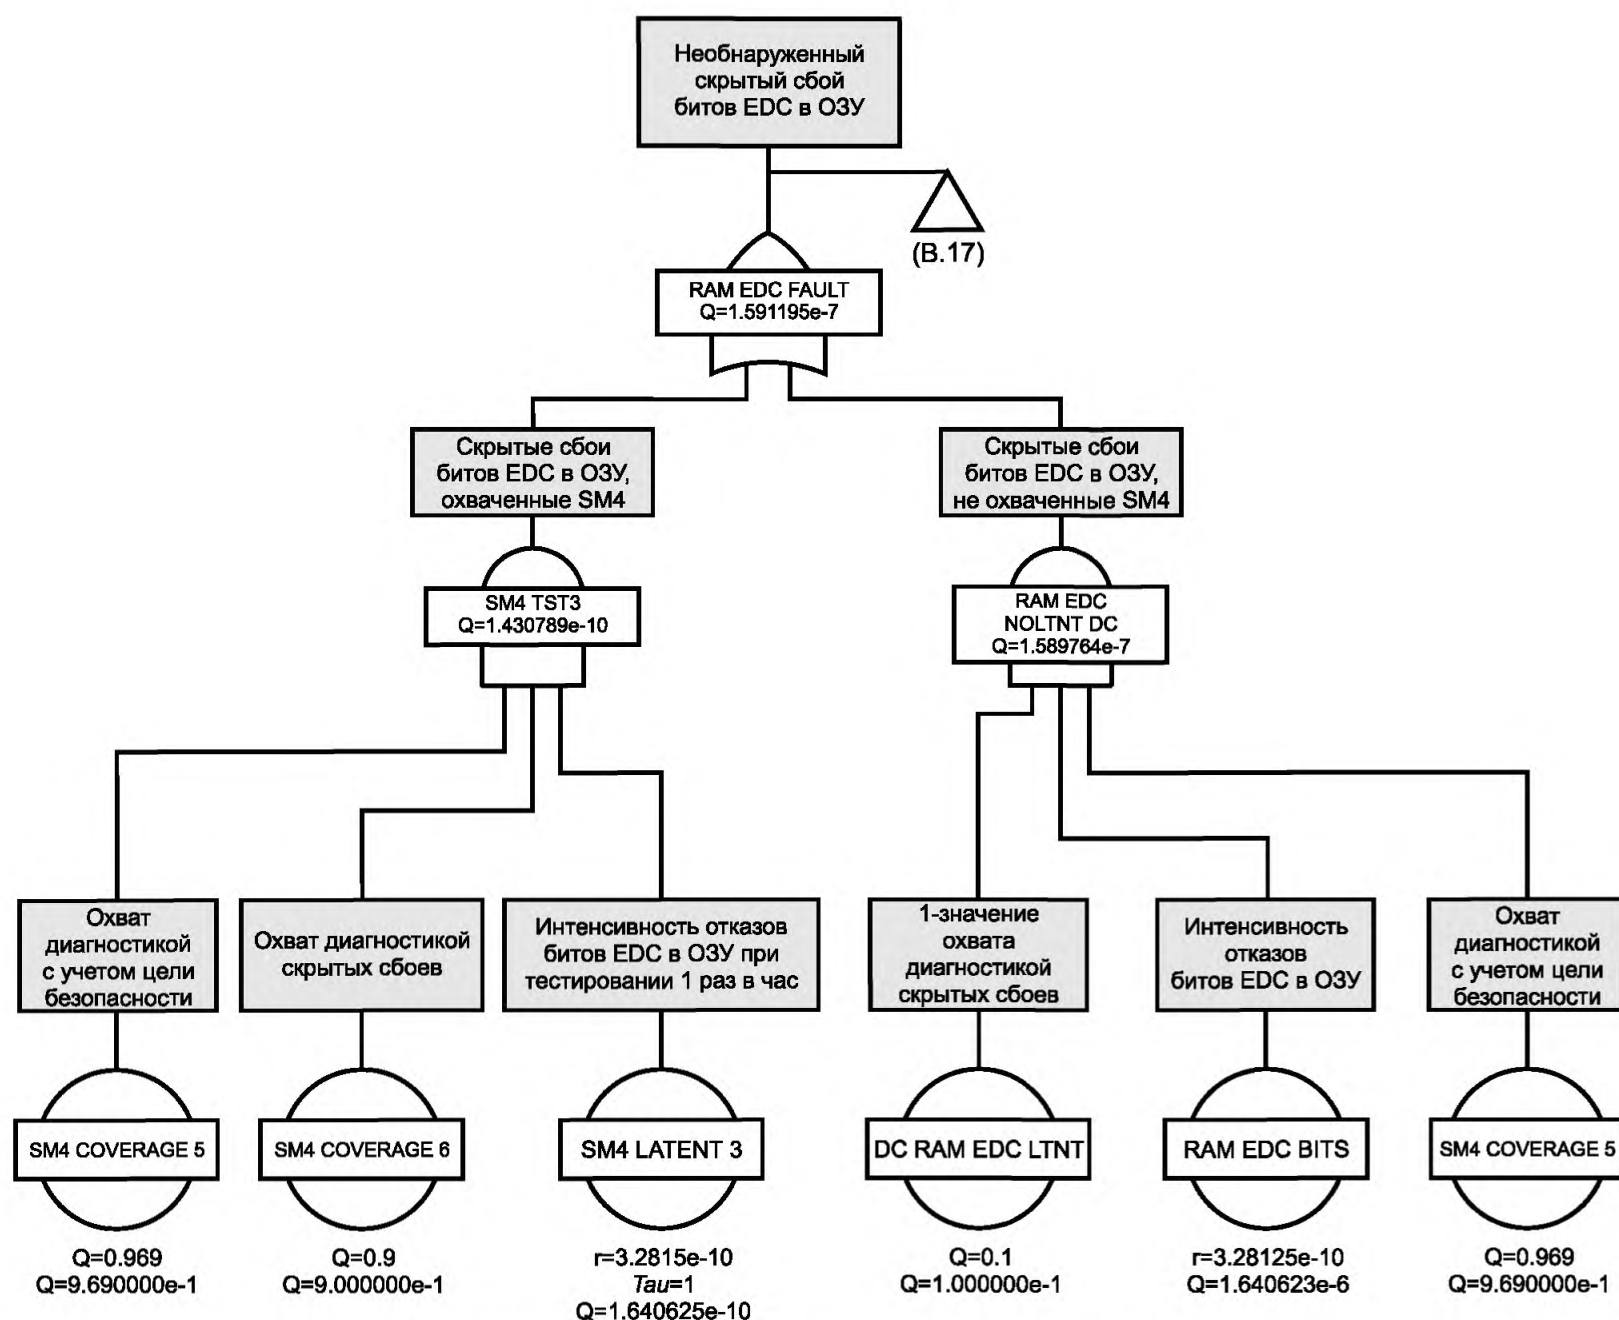 Необнаруженный
скрытый сбой
битов EDC в ОЗУ
(B.17)
RAM EDC FAULT
Q=1.591195e-7
Скрытые сбои
битов EDC в ОЗУ,
охваченные SM4
Скрытые сбои
битов EDC в ОЗУ,
не охваченные SM4
SM4 TST3
Q=1.430789e-10
RAM EDC
NOLTNT DC
Q=1.589764e-7
Охват
диагностикой
с учетом цели
безопасности
Охват диагностикой
скрытых сбоев
Интенсивность отказов
битов EDC в ОЗУ при
тестировании 1 раз в час
1-значение
охвата
диагностикой
скрытых сбоев
Интенсивность
отказов
битов EDC в ОЗУ
Охват
диагностикой
с учетом цели
безопасности
SM4 COVERAGE 5
SM4 COVERAGE 6
SM4 LATENT 3
DC RAM EDC LTNT
RAM EDC BITS
SM4 COVERAGE 5
Q=0.969
Q=9.690000e-1
Q=0.9
Q=9.000000e-1
r=3.2815e-10
Tau=1
Q=1.640625e-10
Q=0.1
Q=1.000000e-1
r=3.28125e-10
Q=1.640623e-6
Q=0.969
Q=9.690000e-1